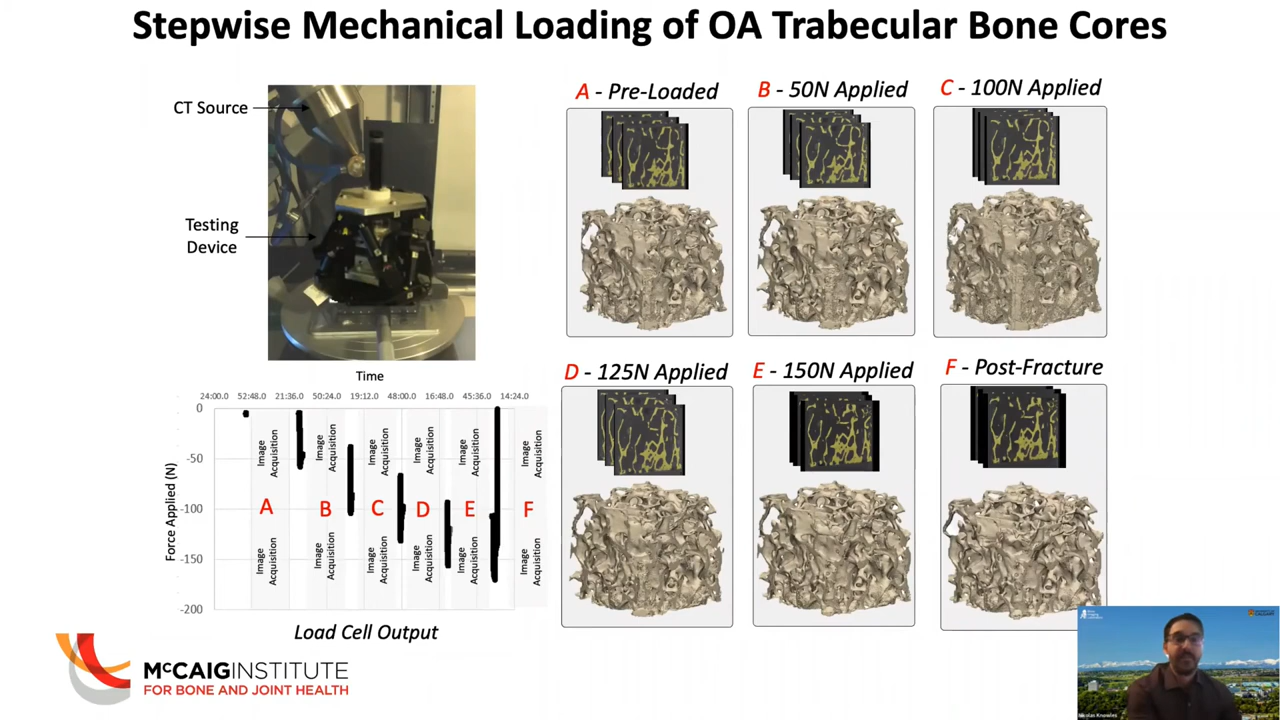 Stepwise Mechanical Loading of OA Trabecular Bone Cores
CT Source
Testing
Device
A - Pre-Loaded
B - 50N Applied
C - 100N Applied
D - 125N Applied
E - 150N Applied
F - Post-Fracture
Time
24:00.0 52:48.0 21:36.0 50:24.0 19:12.0 48:00.0 16:48.0 45:36.0 14:24.0
Force Applied (N)
0
-50
-100
-150
-200
Image
Acquisition
Image
Acquisition
Image
Acquisition
Image
Acquisition
Image
Acquisition
Image
Acquisition
A
B
C
D
E
F
Image
Acquisition
Image
Acquisition
Image
Acquisition
Image
Acquisition
Image
Acquisition
Image
Acquisition
Load Cell Output
McCAIG INSTITUTE
FOR BONE AND JOINT HEALTH
Nicolas Knowles